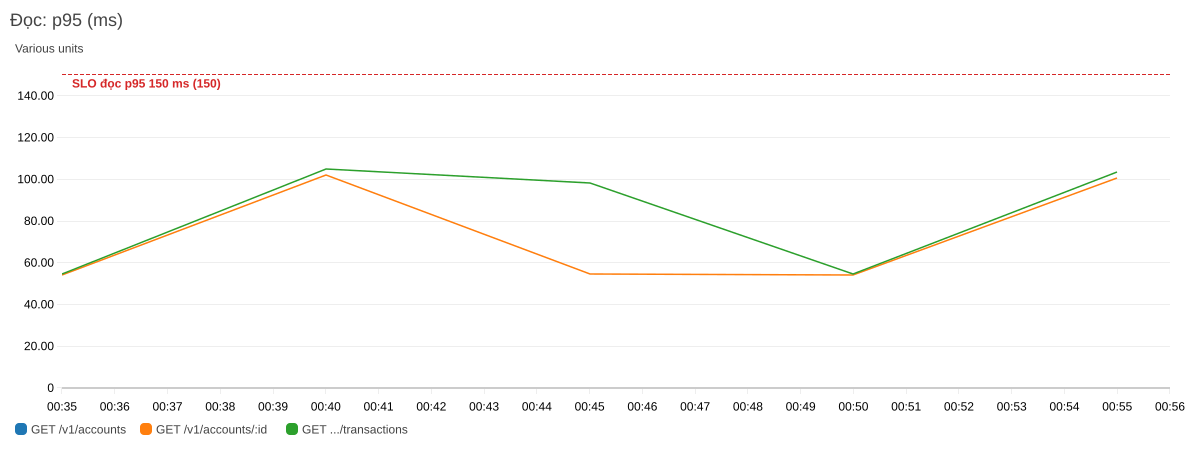 Đọc: p95 (ms)
Various units
SLO đọc p95 150 ms (150)
140.00
120.00
100.00
80.00
60.00
40.00
20.00
0
00:35 00:36 00:37 00:38 00:39 00:40 00:41 00:42 00:43 00:44 00:45 00:46 00:47 00:48 00:49 00:50 00:51 00:52 00:53 00:54 00:55 00:56
GET /v1/accounts GET /v1/accounts/:id GET .../transactions